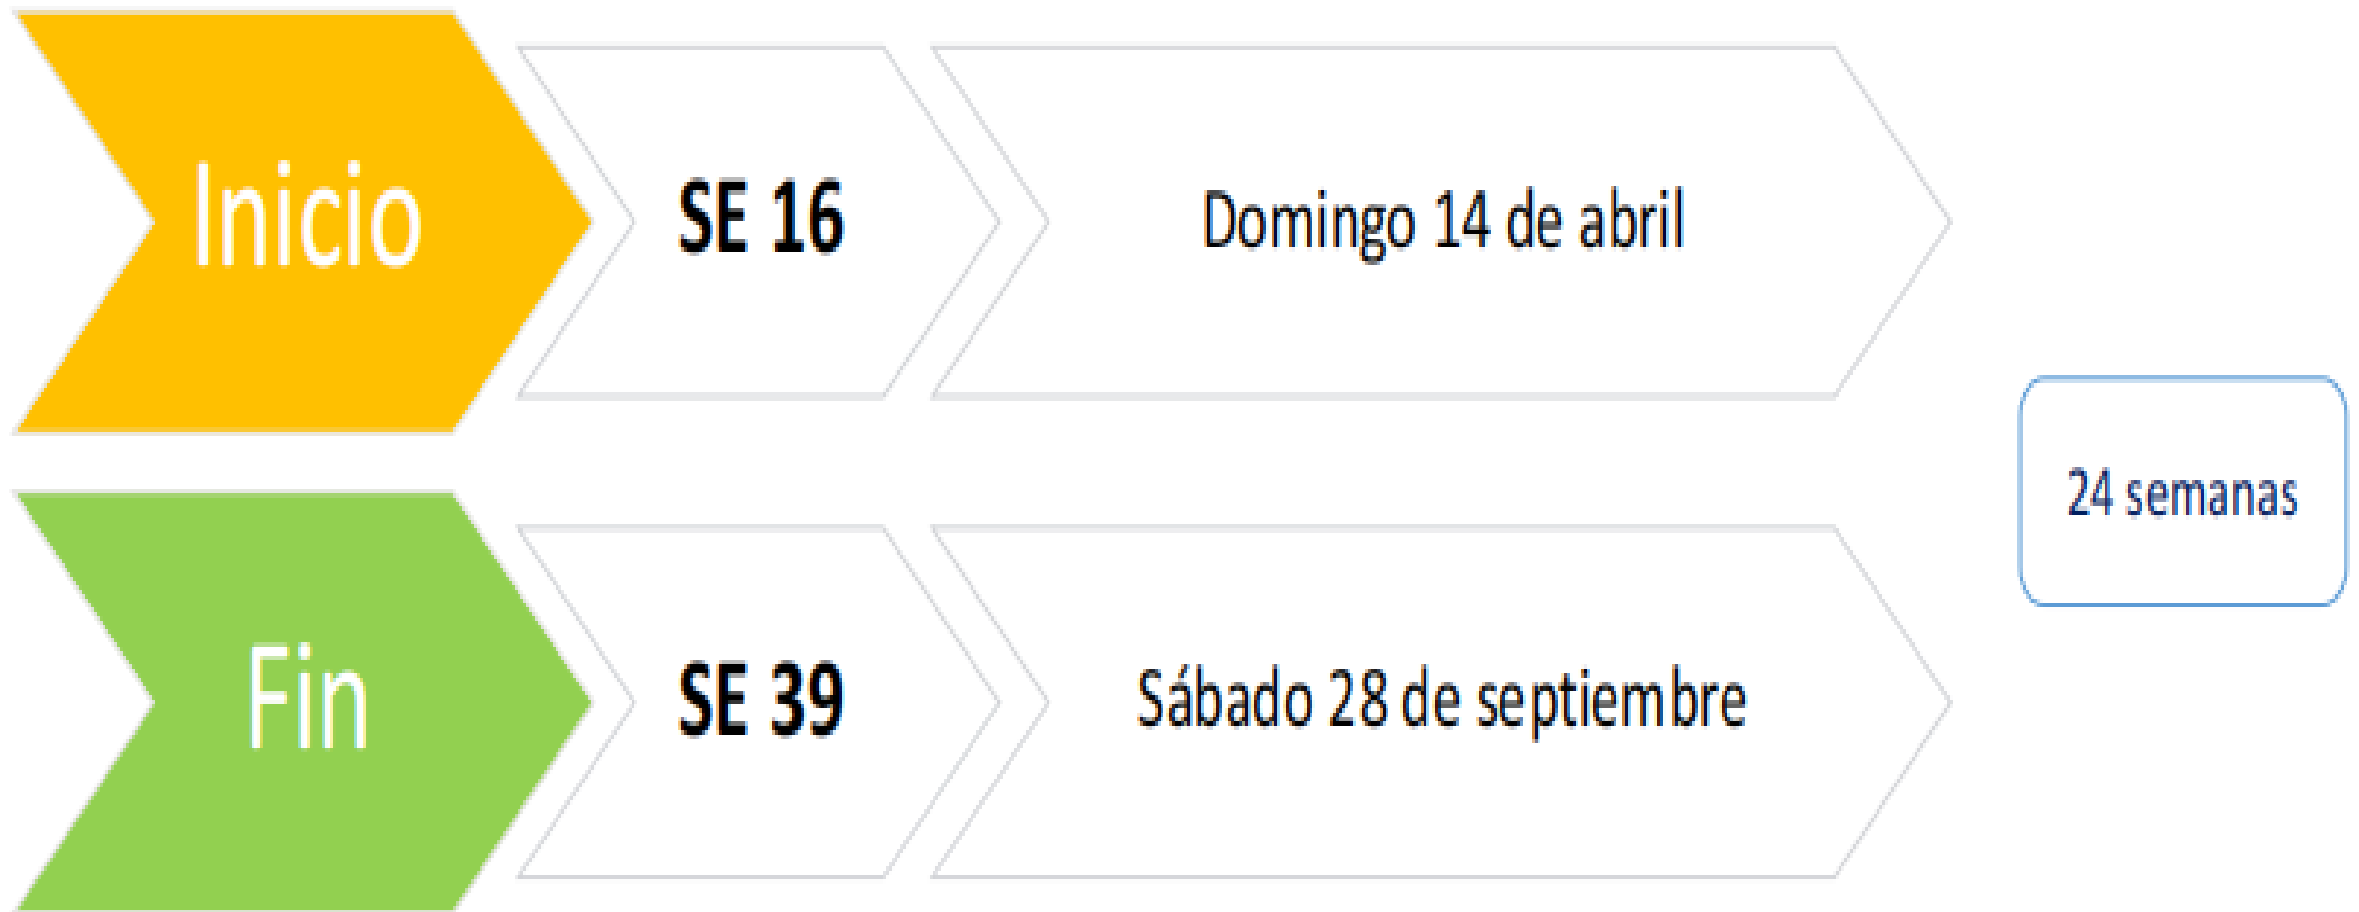 Inicio
SE 16
Domingo 14 de abril
24 semanas
Fin
SE 39
Sábado 28 de septiembre